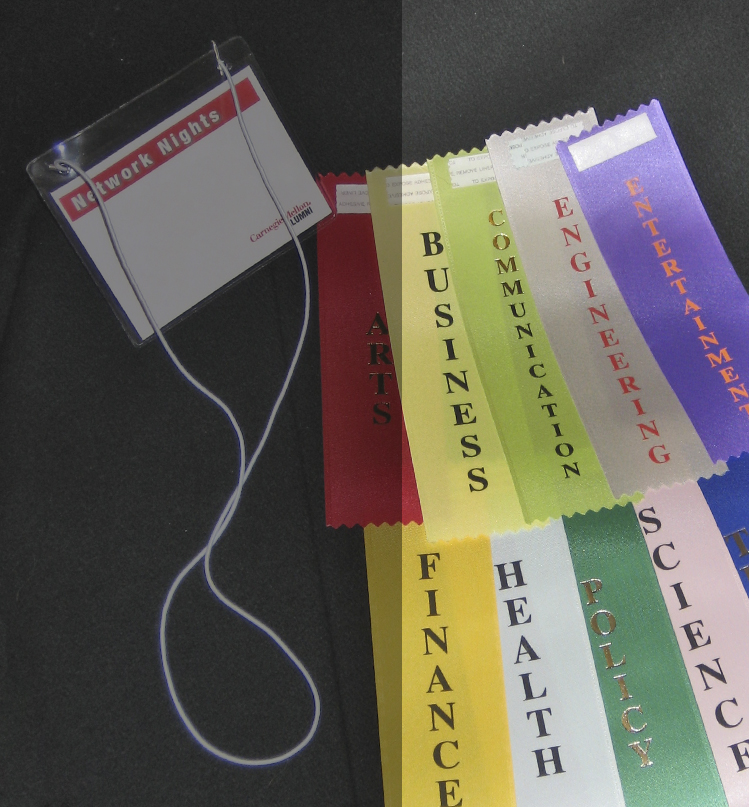 Network Nights
Carnegie Mellon
ALUMNI
ARTS
BUSINESS
COMMUNICATION
ENGINEERING
ENTERTAINMENT
FINANCE
HEALTH
POLICY
SCIENCE